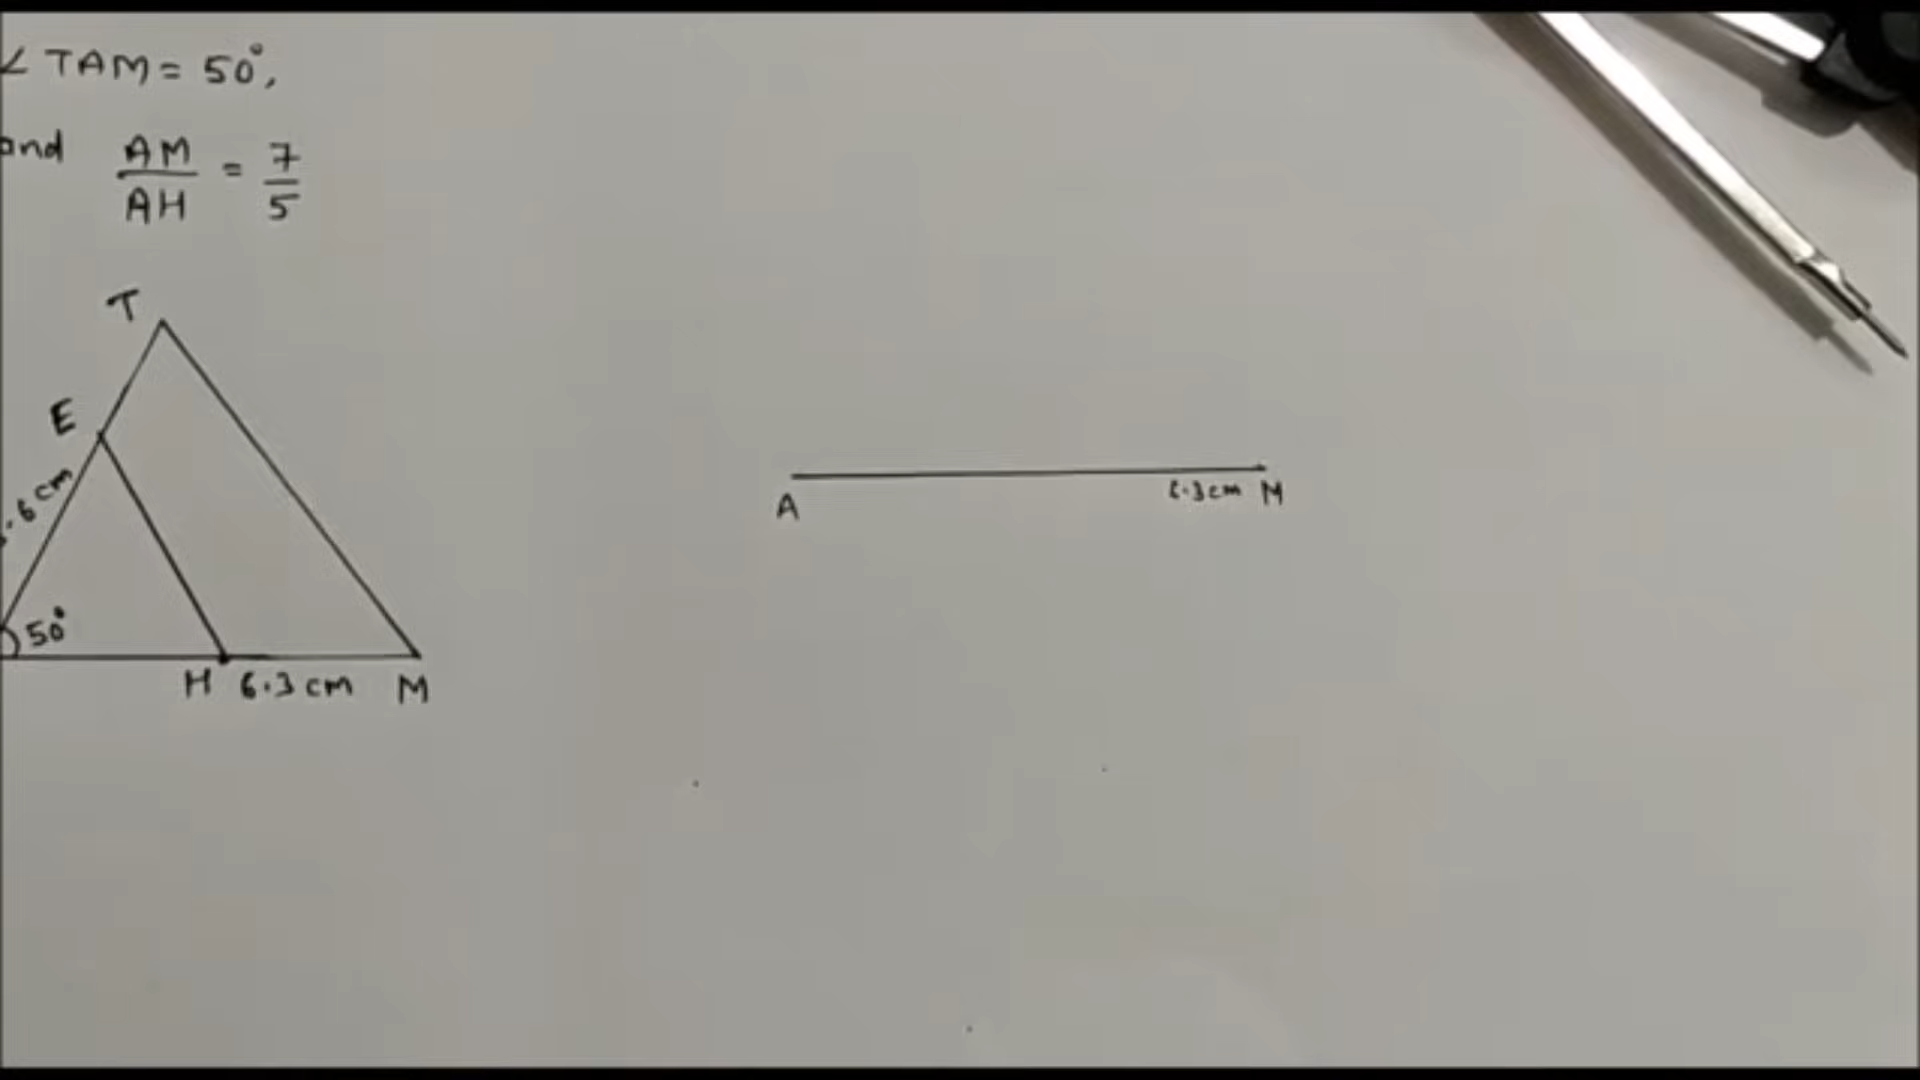 ∠TAM = 50°,
and AM/AH = 7/5
T
E
.6cm
50°
H 6.3 cm M
A 6.3cm M